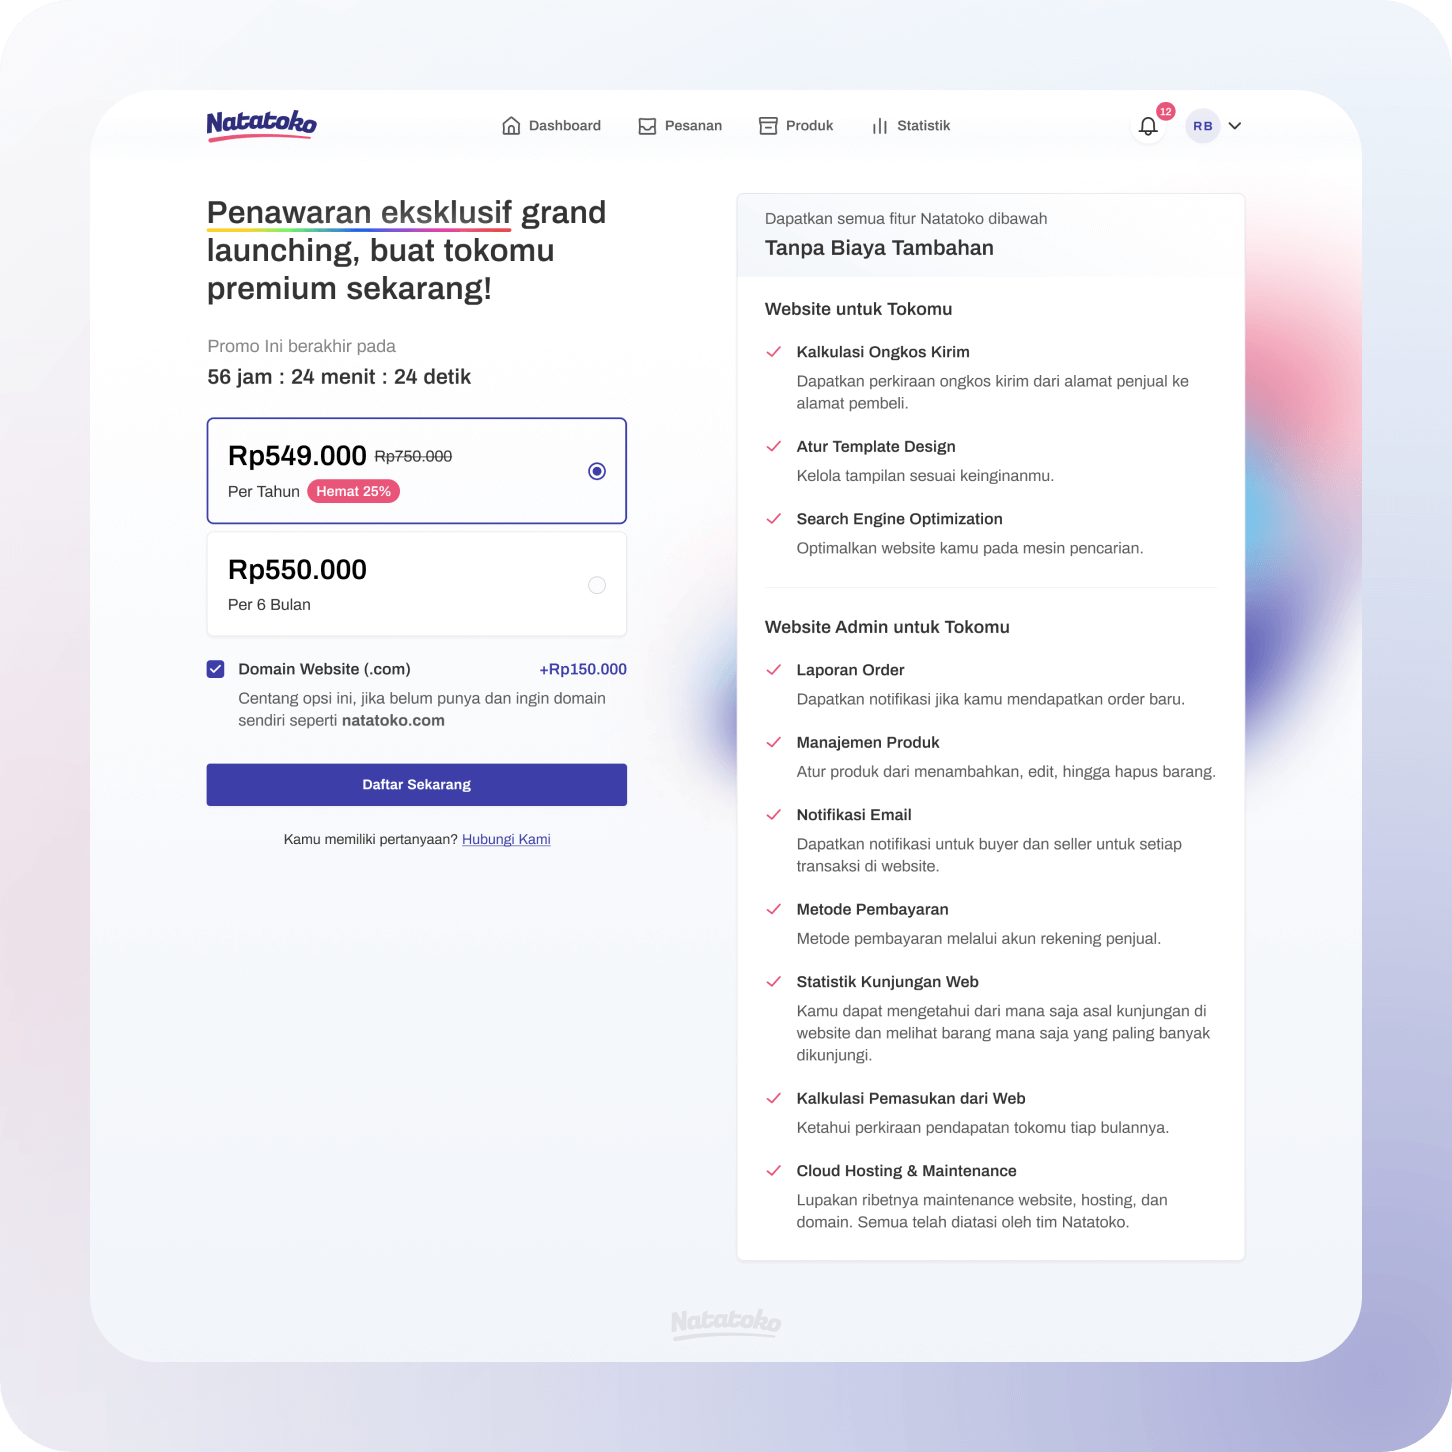 Natatoko
Dashboard
Pesanan
Produk
Statistik
12
RB
Penawaran eksklusif grand
launching, buat tokomu
premium sekarang!
Promo Ini berakhir pada
56 jam : 24 menit : 24 detik
Rp549.000 Rp750.000
Per Tahun Hemat 25%
Rp550.000
Per 6 Bulan
Domain Website (.com) +Rp150.000
Centang opsi ini, jika belum punya dan ingin domain
sendiri seperti natatoko.com
Daftar Sekarang
Kamu memiliki pertanyaan? Hubungi Kami
Dapatkan semua fitur Natatoko dibawah
Tanpa Biaya Tambahan
Website untuk Tokomu
Kalkulasi Ongkos Kirim
Dapatkan perkiraan ongkos kirim dari alamat penjual ke
alamat pembeli.
Atur Template Design
Kelola tampilan sesuai keinginanmu.
Search Engine Optimization
Optimalkan website kamu pada mesin pencarian.
Website Admin untuk Tokomu
Laporan Order
Dapatkan notifikasi jika kamu mendapatkan order baru.
Manajemen Produk
Atur produk dari menambahkan, edit, hingga hapus barang.
Notifikasi Email
Dapatkan notifikasi untuk buyer dan seller untuk setiap
transaksi di website.
Metode Pembayaran
Metode pembayaran melalui akun rekening penjual.
Statistik Kunjungan Web
Kamu dapat mengetahui dari mana saja asal kunjungan di
website dan melihat barang mana saja yang paling banyak
dikunjungi.
Kalkulasi Pemasukan dari Web
Ketahui perkiraan pendapatan tokomu tiap bulannya.
Cloud Hosting & Maintenance
Lupakan ribetnya maintenance website, hosting, dan
domain. Semua telah diatasi oleh tim Natatoko.
Natatoko